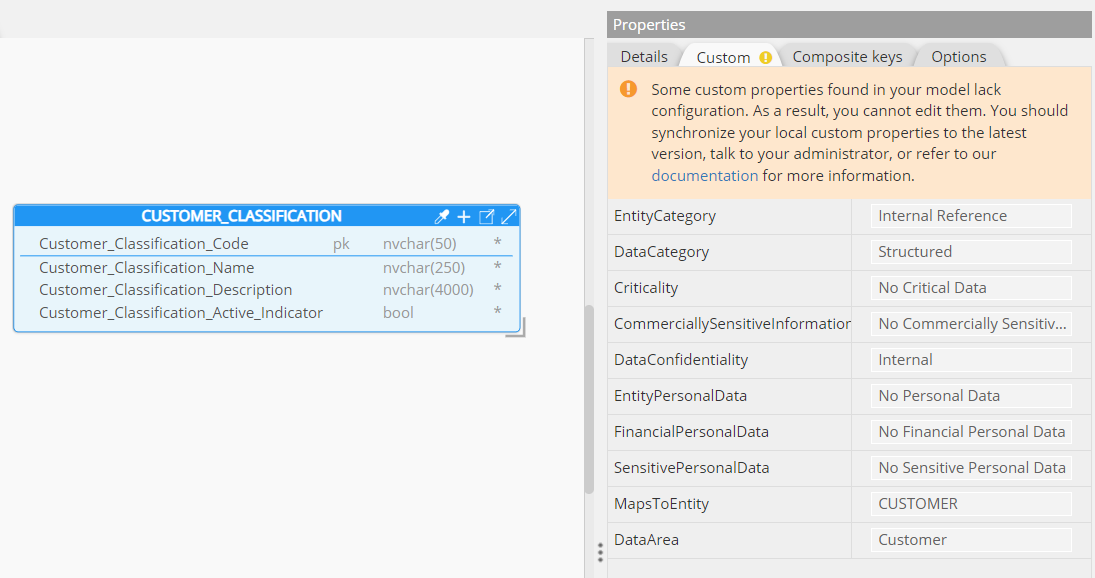 Properties
Details Custom Composite keys Options
Some custom properties found in your model lack
configuration. As a result, you cannot edit them. You should
synchronize your local custom properties to the latest
version, talk to your administrator, or refer to our
documentation for more information.
CUSTOMER_CLASSIFICATION
Customer_Classification_Code pk nvchar(50) *
Customer_Classification_Name nvchar(250) *
Customer_Classification_Description nvchar(4000) *
Customer_Classification_Active_Indicator bool *
EntityCategory Internal Reference
DataCategory Structured
Criticality No Critical Data
CommerciallySensitiveInformation No Commercially Sensitiv...
DataConfidentiality Internal
EntityPersonalData No Personal Data
FinancialPersonalData No Financial Personal Data
SensitivePersonalData No Sensitive Personal Data
MapsToEntity CUSTOMER
DataArea Customer